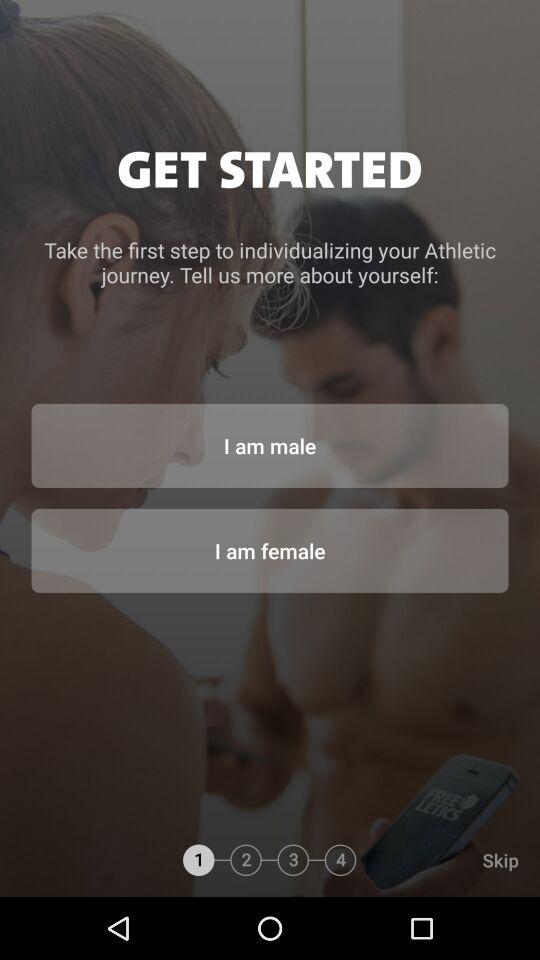 GET STARTED
Take the first step to individualizing your Athletic
journey. Tell us more about yourself:
I am male
I am female
FREE
LETICS
1 2 3 4
Skip